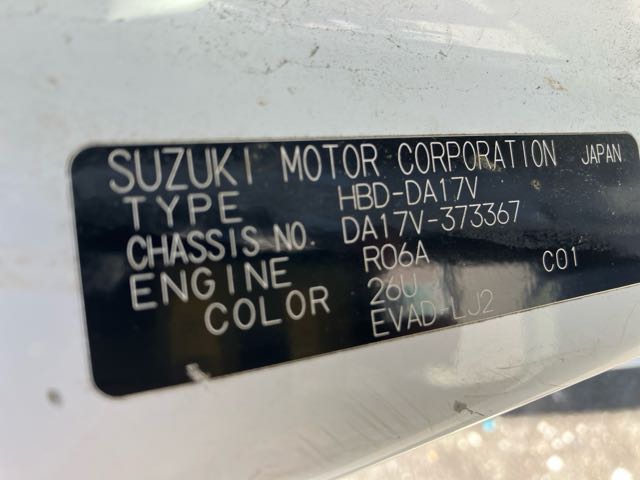 SUZUKI MOTOR CORPORATION JAPAN
TYPE HBD-DA17V
CHASSIS NO. DA17V-373367
ENGINE R06A C01
COLOR 26U
EVAD-LJ2